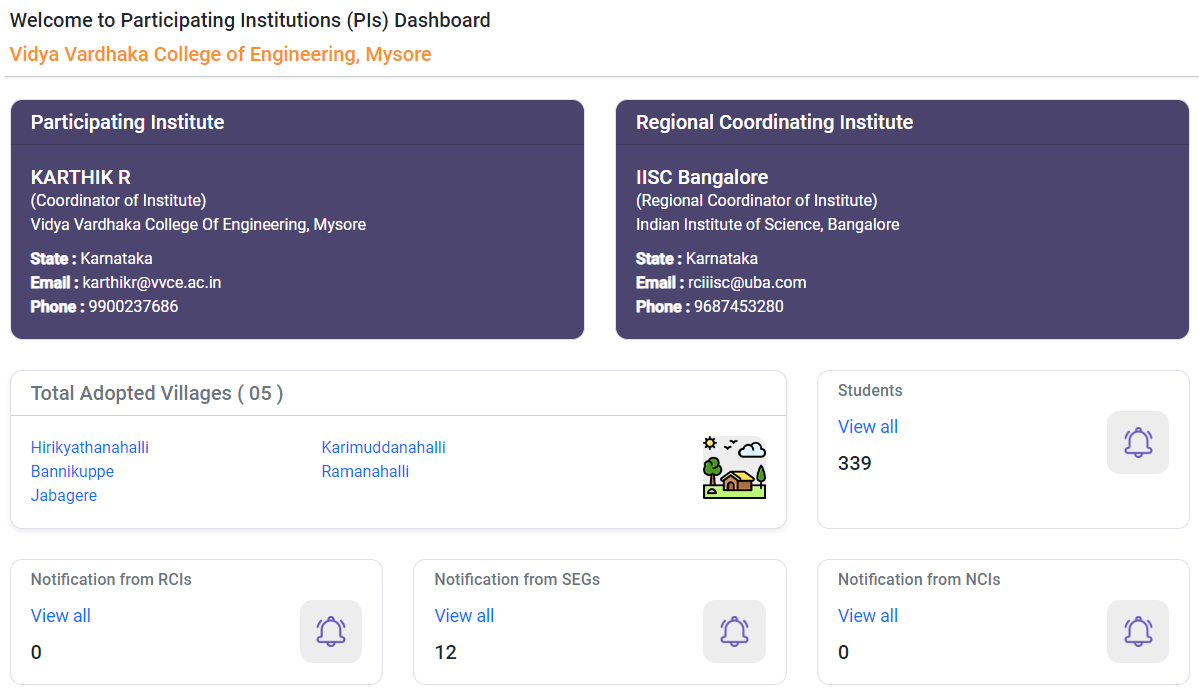 Welcome to Participating Institutions (PIs) Dashboard
Vidya Vardhaka College of Engineering, Mysore
Participating Institute
KARTHIK R
(Coordinator of Institute)
Vidya Vardhaka College Of Engineering, Mysore
State : Karnataka
Email : karthikr@vvce.ac.in
Phone : 9900237686
Regional Coordinating Institute
IISC Bangalore
(Regional Coordinator of Institute)
Indian Institute of Science, Bangalore
State : Karnataka
Email : rciiisc@uba.com
Phone : 9687453280
Total Adopted Villages ( 05 )
Hirikyathanahalli
Bannikuppe
Jabagere
Karimuddanahalli
Ramanahalli
Students
View all
339
Notification from RCIs
View all
0
Notification from SEGs
View all
12
Notification from NCIs
View all
0